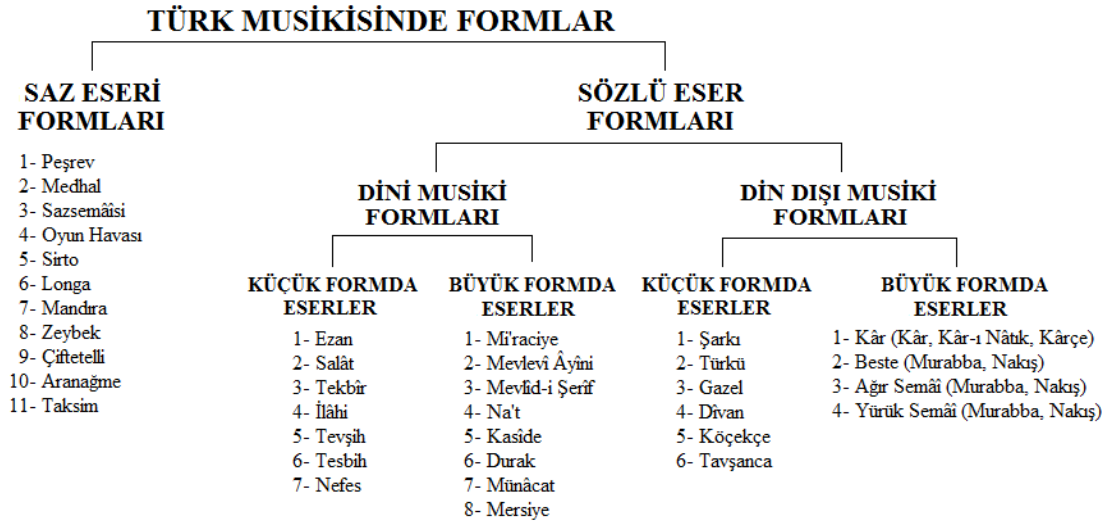 TÜRK MUSİKİSİNDE FORMLAR
SAZ ESERİ
FORMLARI
1- Peşrev
2- Medhal
3- Sazsemâîsi
4- Oyun Havası
5- Sirto
6- Longa
7- Mandıra
8- Zeybek
9- Çiftetelli
10- Aranağme
11- Taksim
SÖZLÜ ESER
FORMLARI
DİNİ MUSİKİ
FORMLARI
KÜÇÜK FORMDA
ESERLER
1- Ezan
2- Salât
3- Tekbîr
4- İlâhi
5- Tevşih
6- Tesbih
7- Nefes
BÜYÜK FORMDA
ESERLER
1- Mi'raciye
2- Mevlevî Âyîni
3- Mevlîd-i Şerîf
4- Na't
5- Kasîde
6- Durak
7- Münâcat
8- Mersiye
DİN DIŞI MUSİKİ
FORMLARI
KÜÇÜK FORMDA
ESERLER
1- Şarkı
2- Türkü
3- Gazel
4- Dîvan
5- Köçekçe
6- Tavşanca
BÜYÜK FORMDA
ESERLER
1- Kâr (Kâr, Kâr-ı Nâtık, Kârçe)
2- Beste (Murabba, Nakış)
3- Ağır Semâî (Murabba, Nakış)
4- Yürük Semâî (Murabba, Nakış)